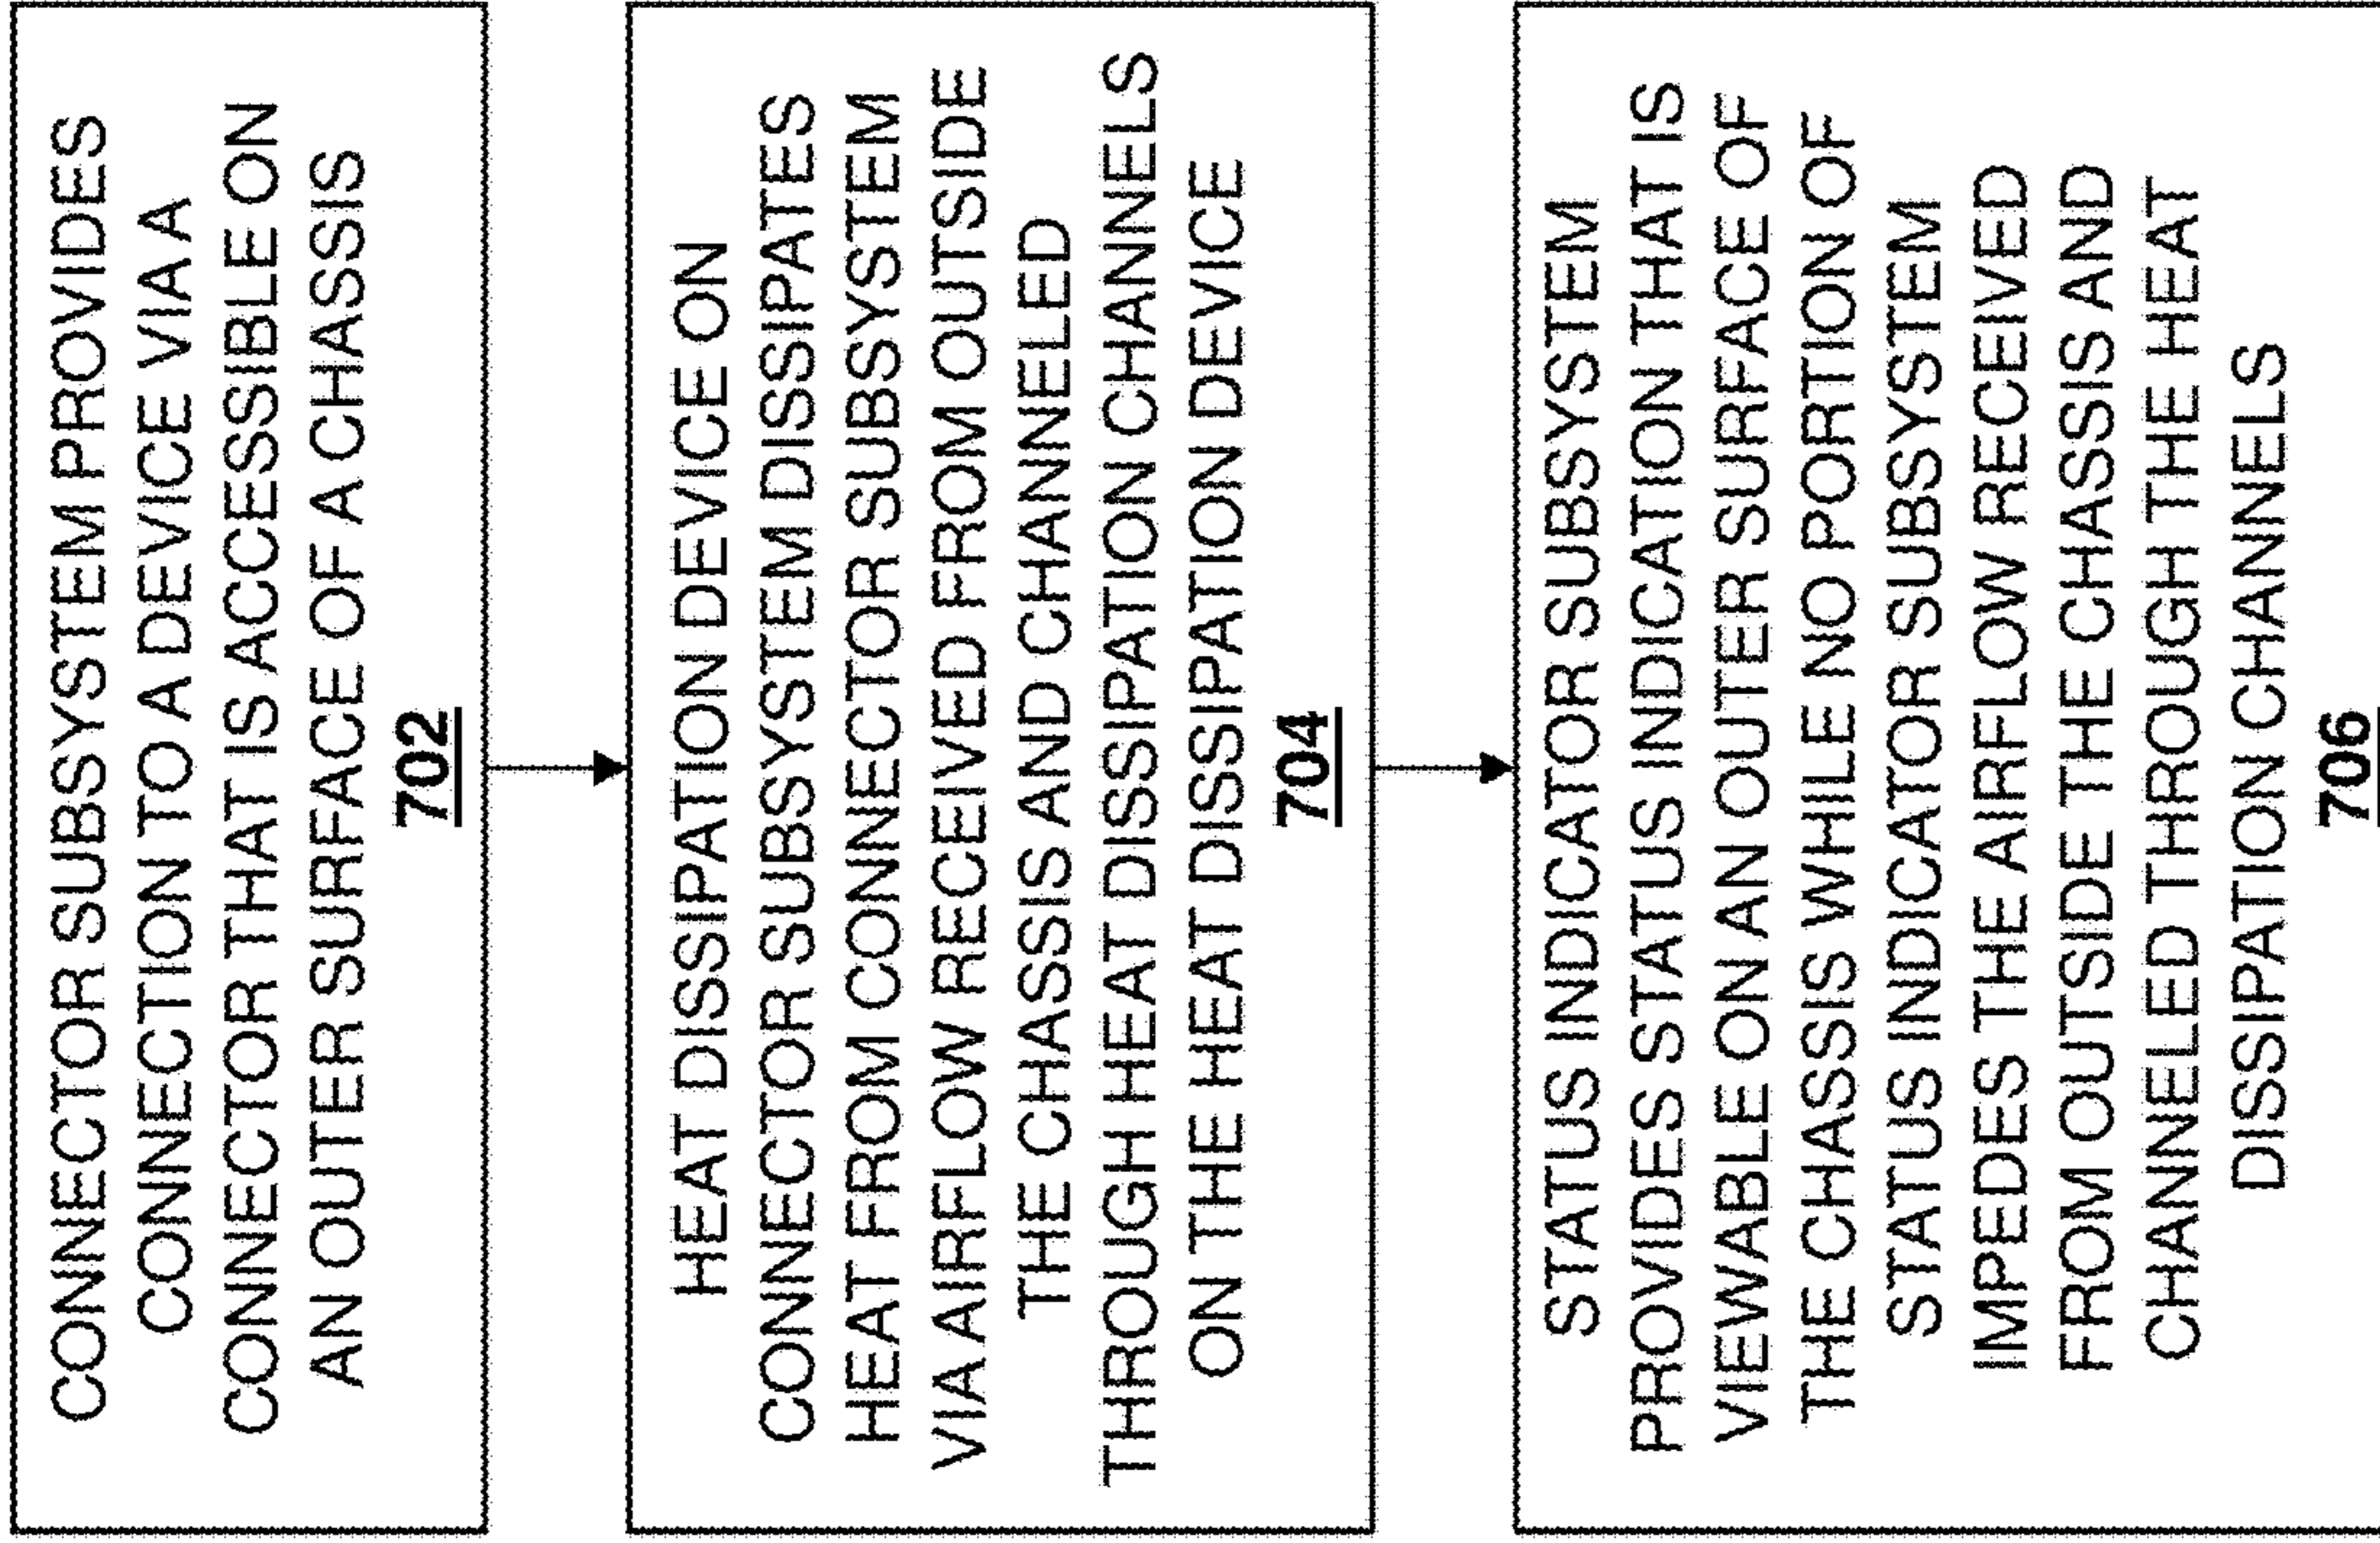 CONNECTOR SUBSYSTEM PROVIDES
CONNECTION TO A DEVICE VIA A
CONNECTOR THAT IS ACCESSIBLE ON
AN OUTER SURFACE OF A CHASSIS
702
HEAT DISSIPATION DEVICE ON
CONNECTOR SUBSYSTEM DISSIPATES
HEAT FROM CONNECTOR SUBSYSTEM
VIA AIRFLOW RECEIVED FROM OUTSIDE
THE CHASSIS AND CHANNELED
THROUGH HEAT DISSIPATION CHANNELS
ON THE HEAT DISSIPATION DEVICE
704
STATUS INDICATOR SUBSYSTEM
PROVIDES STATUS INDICATION THAT IS
VIEWABLE ON AN OUTER SURFACE OF
THE CHASSIS WHILE NO PORTION OF
STATUS INDICATOR SUBSYSTEM
IMPEDES THE AIRFLOW RECEIVED
FROM OUTSIDE THE CHASSIS AND
CHANNELED THROUGH THE HEAT
DISSIPATION CHANNELS
706